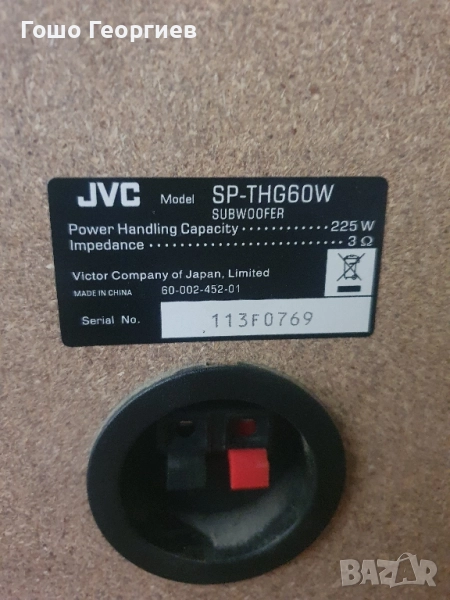 Гошо Георгиев
JVC Model SP-THG60W
SUBWOOFER
Power Handling Capacity 225 W
Impedance 3 Ω
Victor Company of Japan, Limited
MADE IN CHINA 60-002-452-01
Serial No. 113F0769
BAZAR